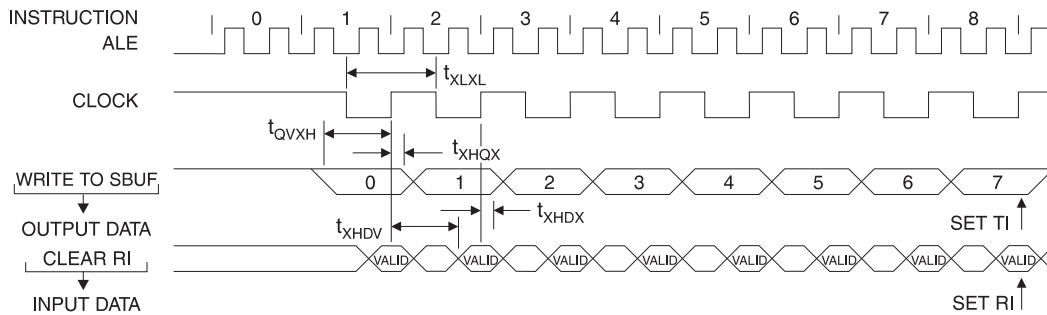 INSTRUCTION 0 1 2 3 4 5 6 7 8
ALE
tXLXL
CLOCK
tQVXH
tXHQX
WRITE TO SBUF 0 1 2 3 4 5 6 7
tXHDX
OUTPUT DATA
tXHDV
SET TI
CLEAR RI VALID VALID VALID VALID VALID VALID VALID VALID
INPUT DATA
SET RI